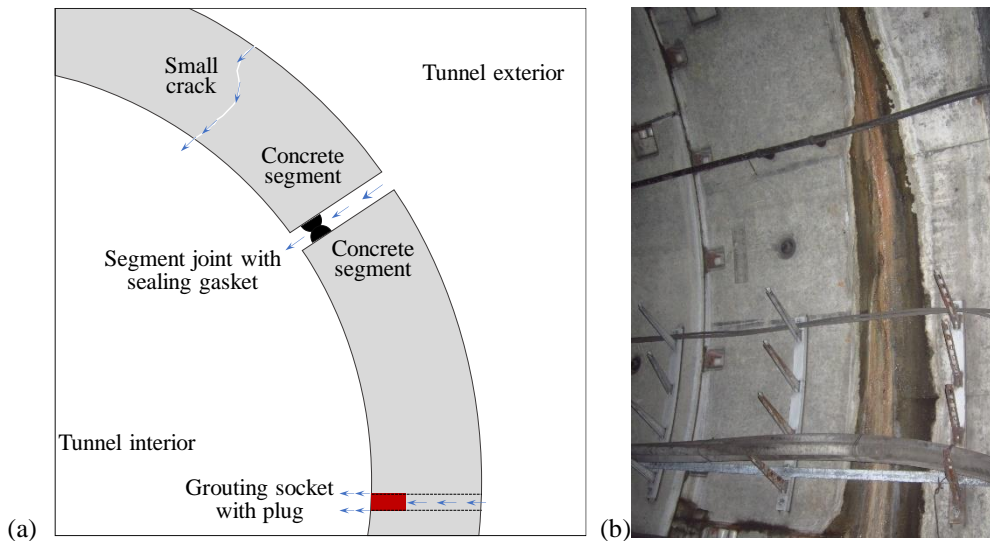 Small
crack
Tunnel exterior
Concrete
segment
Segment joint with
sealing gasket
Concrete
segment
Tunnel interior
Grouting socket
with plug
(a)
(b)